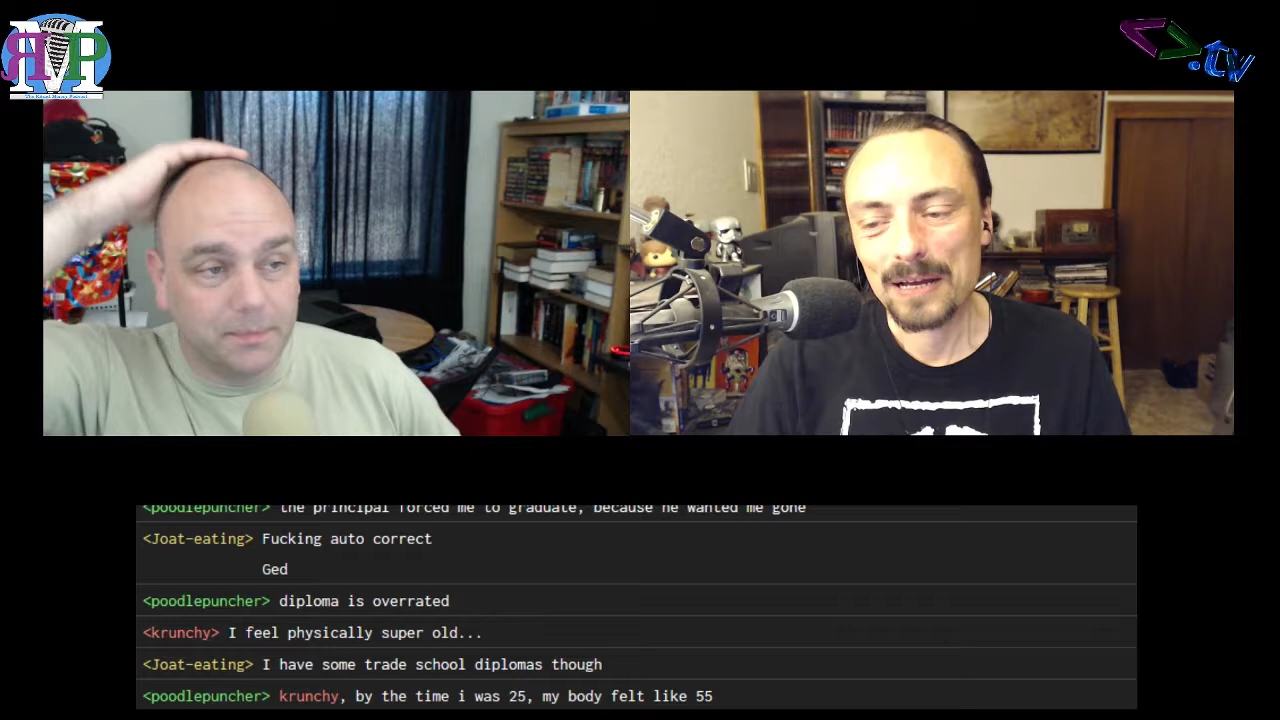 RMP
.tv
<poodlepuncher> the principal forced me to graduate, because he wanted me gone
<Joat-eating> Fucking auto correct
Ged
<poodlepuncher> diploma is overrated
<krunchy> I feel physically super old...
<Joat-eating> I have some trade school diplomas though
<poodlepuncher> krunchy, by the time i was 25, my body felt like 55